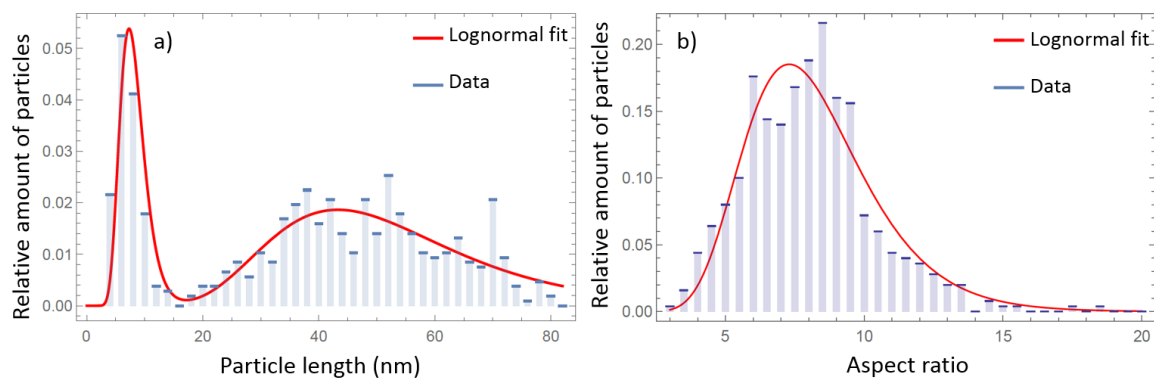 a)
Lognormal fit
Data
Relative amount of particles
0.05
0.04
0.03
0.02
0.01
0.00
0
20
40
60
80
Particle length (nm)
b)
Lognormal fit
Data
Relative amount of particles
0.20
0.15
0.10
0.05
0.00
5
10
15
20
Aspect ratio